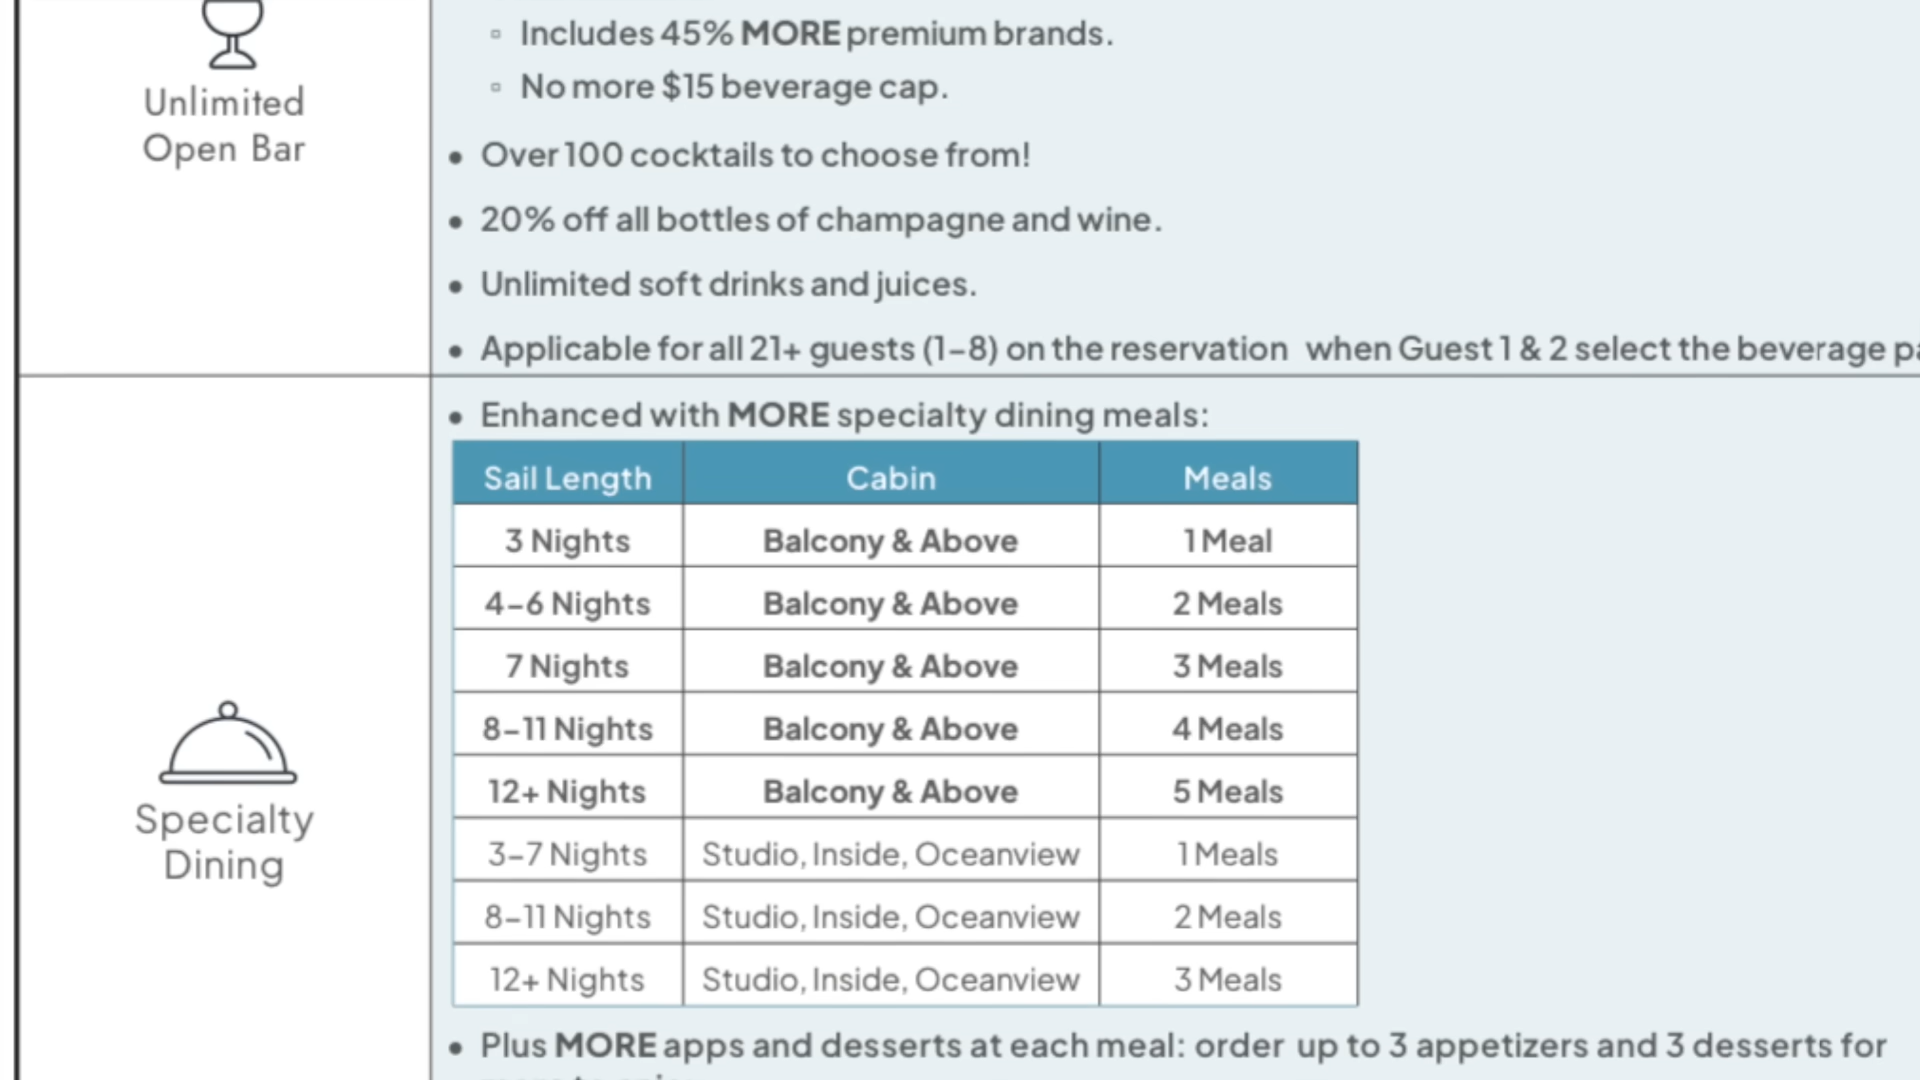 Includes 45% MORE premium brands.
No more $15 beverage cap.
Unlimited
Open Bar
Over 100 cocktails to choose from!
20% off all bottles of champagne and wine.
Unlimited soft drinks and juices.
Applicable for all 21+ guests (1–8) on the reservation when Guest 1 & 2 select the beverage
Enhanced with MORE specialty dining meals:
Sail Length Cabin Meals
3 Nights Balcony & Above 1 Meal
4–6 Nights Balcony & Above 2 Meals
7 Nights Balcony & Above 3 Meals
8–11 Nights Balcony & Above 4 Meals
12+ Nights Balcony & Above 5 Meals
3–7 Nights Studio, Inside, Oceanview 1 Meals
8–11 Nights Studio, Inside, Oceanview 2 Meals
12+ Nights Studio, Inside, Oceanview 3 Meals
Specialty
Dining
Plus MORE apps and desserts at each meal: order up to 3 appetizers and 3 desserts for